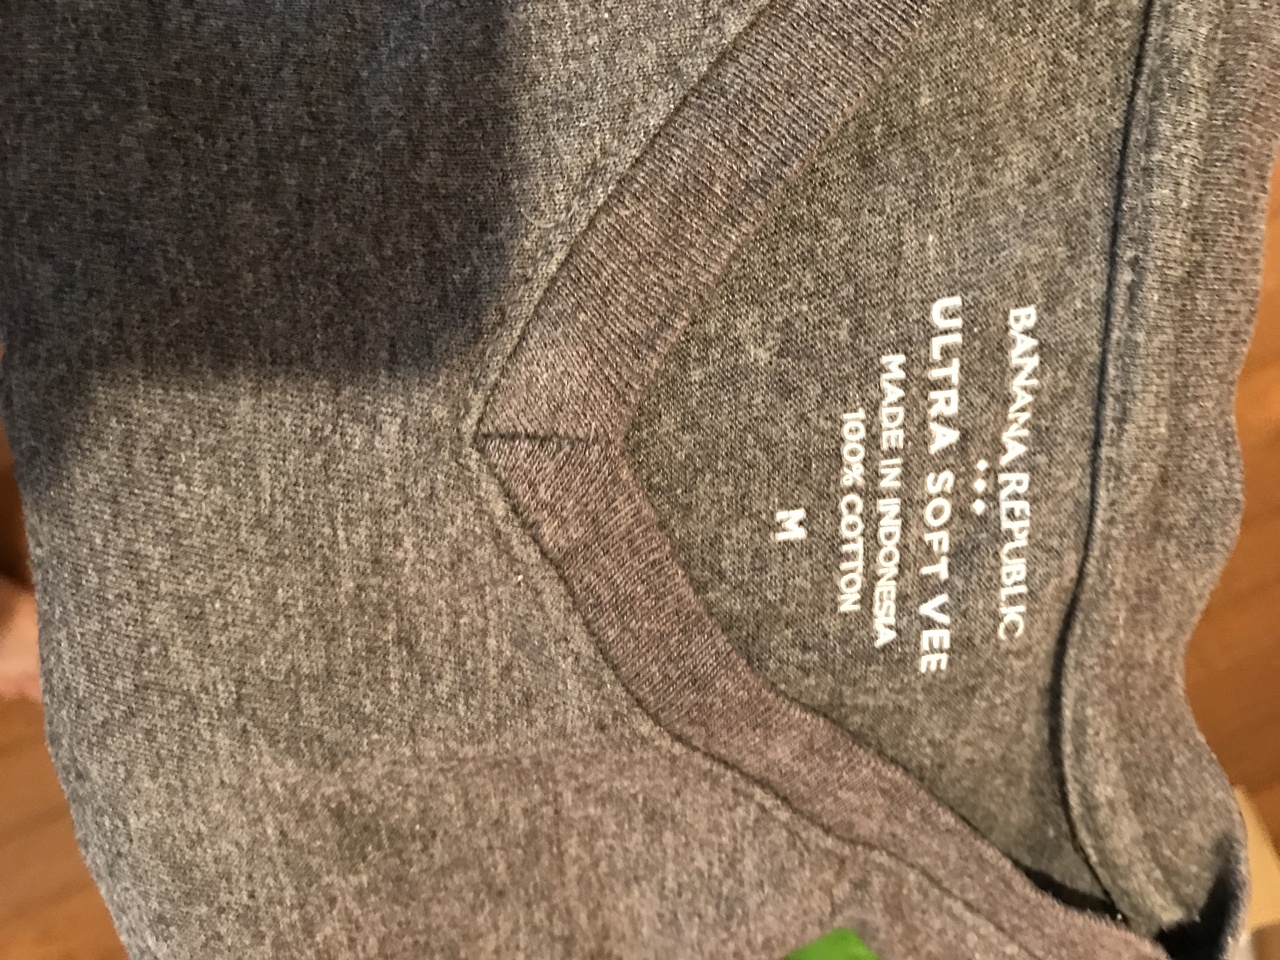 BANANA REPUBLIC
ULTRA SOFT VEE
MADE IN INDONESIA
100% COTTON
M